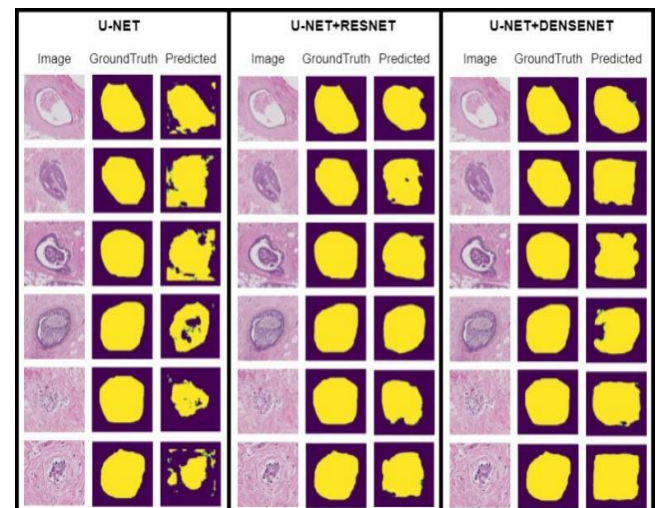 U-NET
U-NET+RESNET
U-NET+DENSENET
Image GroundTruth Predicted
Image GroundTruth Predicted
Image GroundTruth Predicted